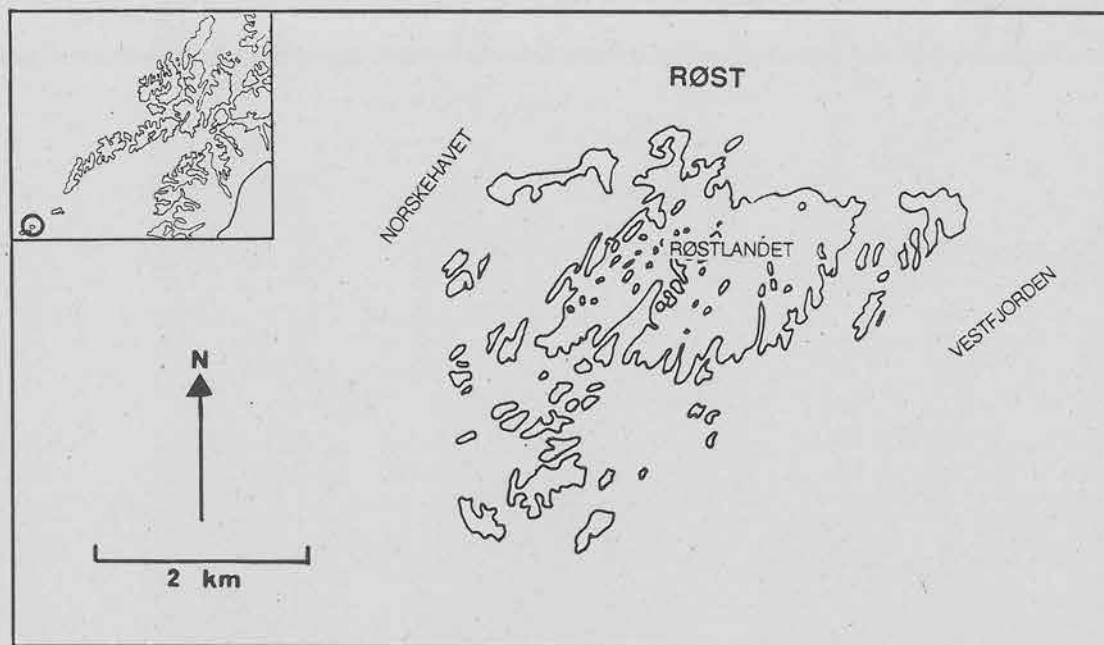 RØST
NORSKEHAVET
RØSTLANDET
VESTFJORDEN
N
2 km